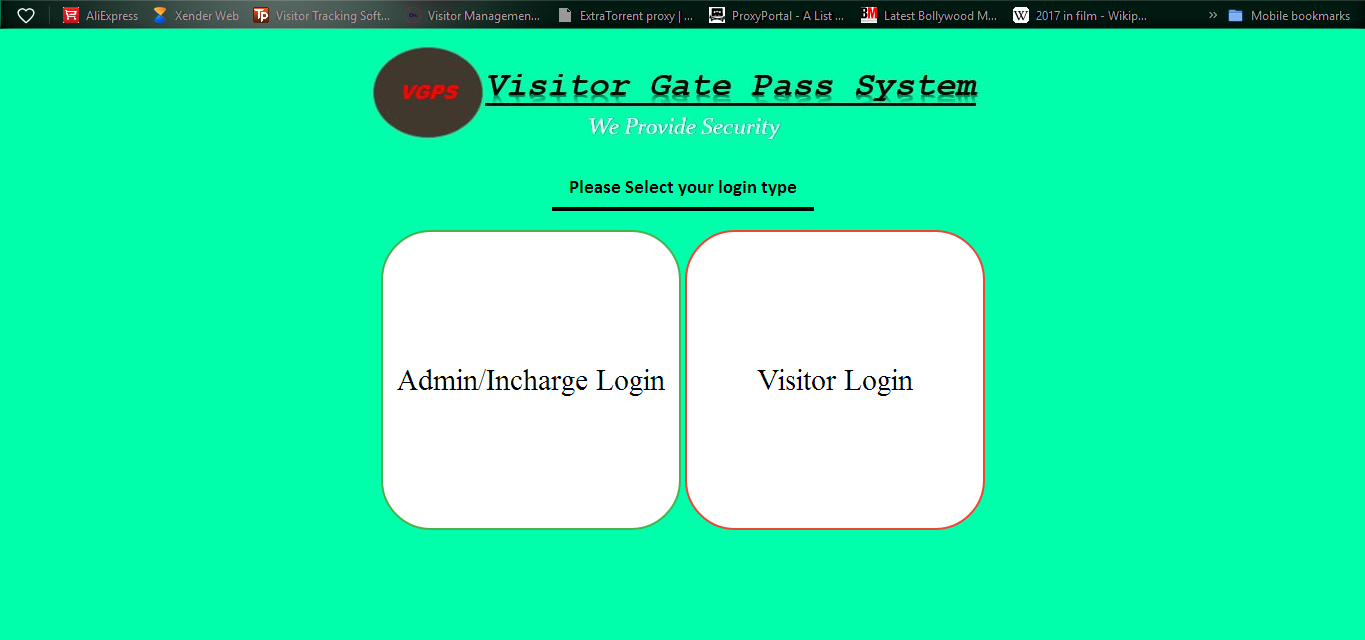 AliExpress Xender Web Visitor Tracking Soft... Visitor Managemen... ExtraTorrent proxy | ... ProxyPortal - A List ... BM Latest Bollywood M... W 2017 in film - Wikip... » Mobile bookmarks
VGPS Visitor Gate Pass System
We Provide Security
Please Select your login type
Admin/Incharge Login Visitor Login